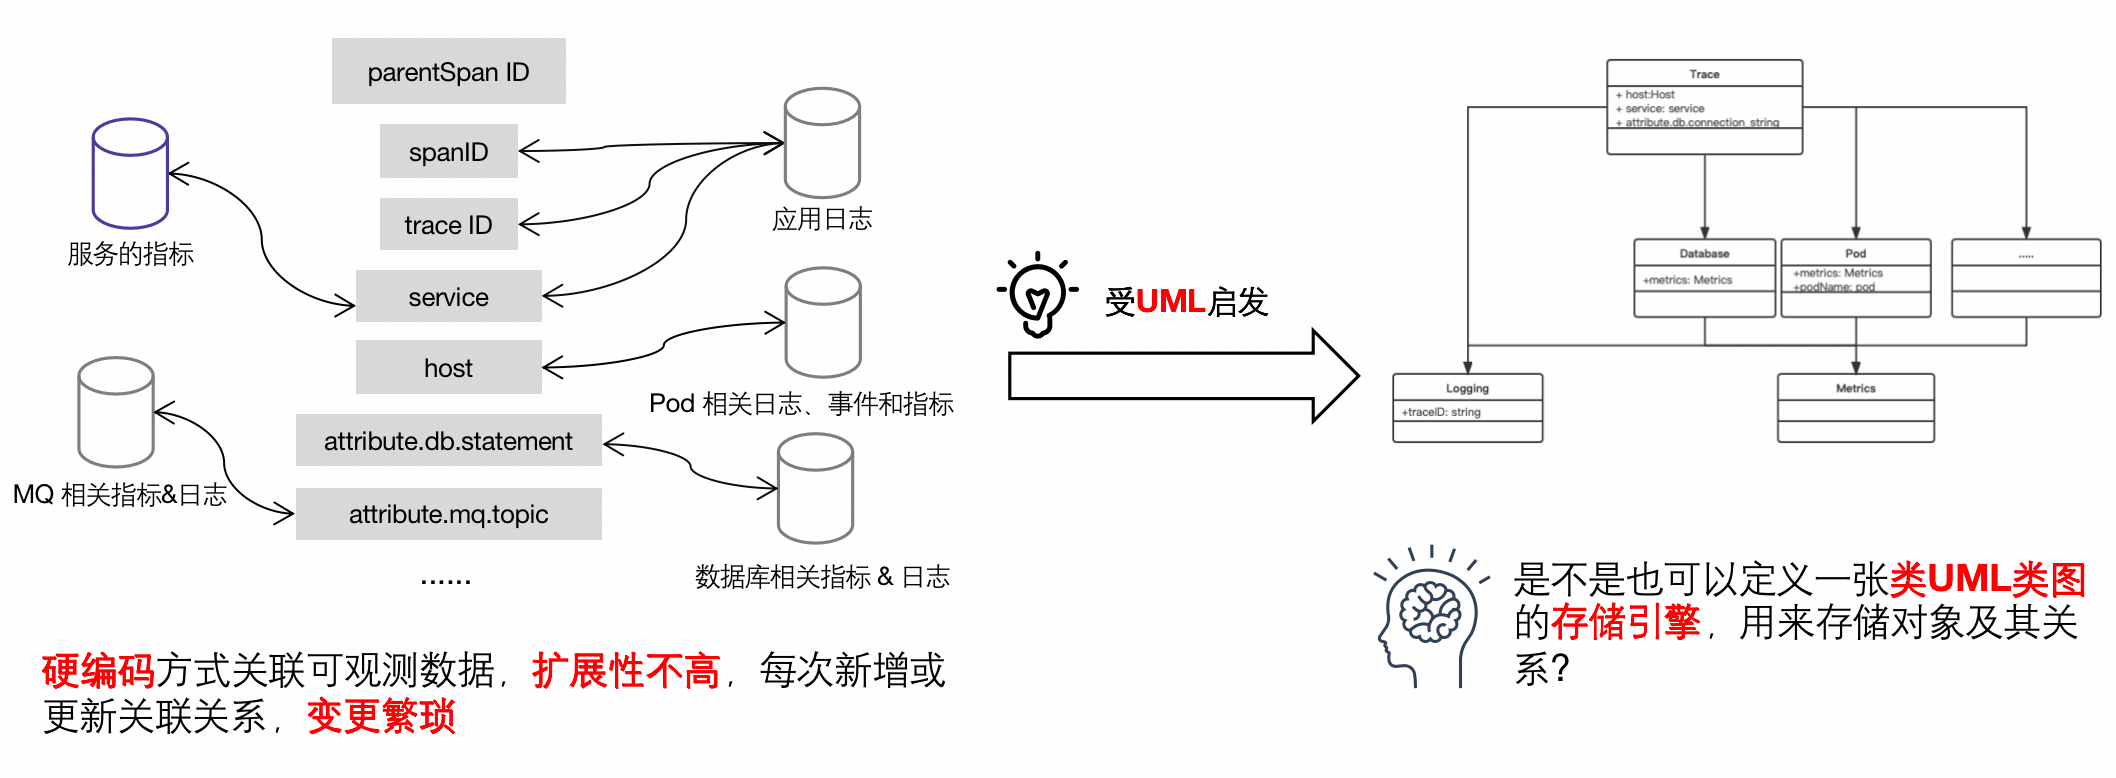 parentSpan ID
spanID
trace ID
service
host
attribute.db.statement
attribute.mq.topic
......
服务的指标
MQ 相关指标&日志
应用日志
Pod 相关日志、事件和指标
数据库相关指标 & 日志
硬编码方式关联可观测数据，扩展性不高，每次新增或
更新关联关系，变更繁琐
受UML启发
Trace
+ host:Host
+ service: service
+ attribute.db.connection_string
Database
+metrics: Metrics
Pod
+metrics: Metrics
+podName: pod
.....
Logging
+traceID: string
Metrics
是不是也可以定义一张类UML类图
的存储引擎，用来存储对象及其关
系?